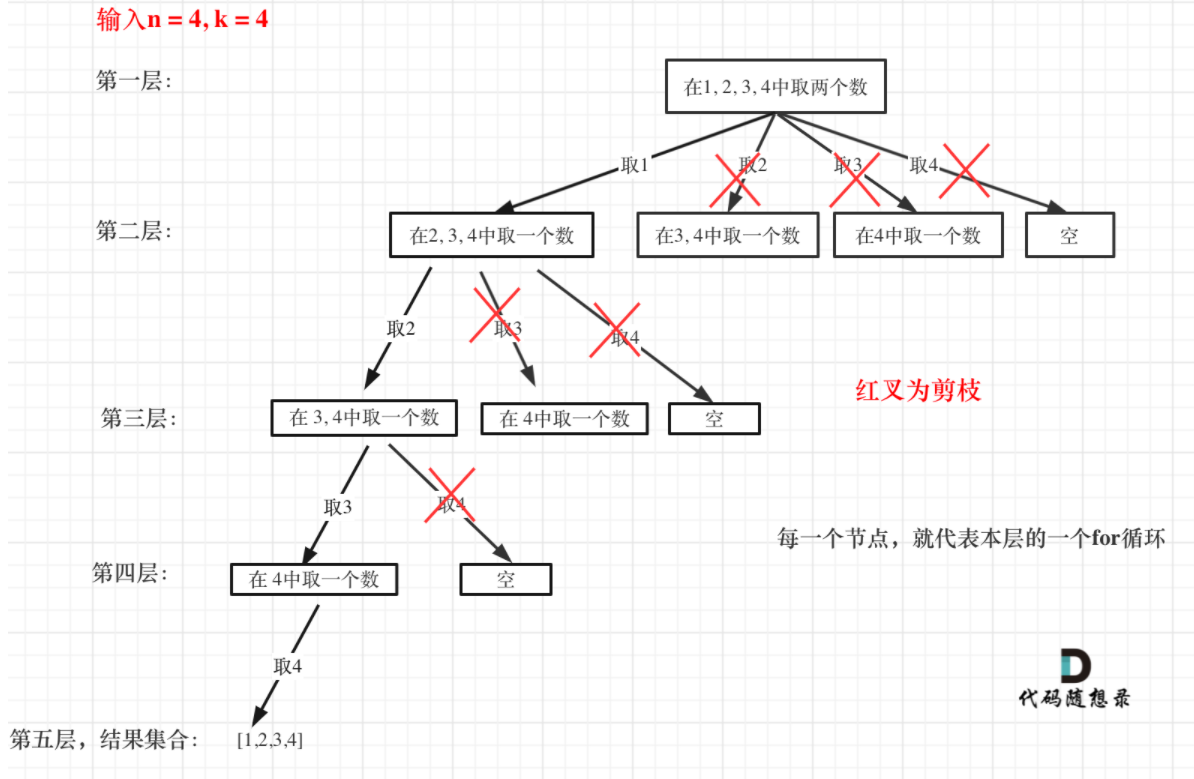 输入n = 4, k = 4
第一层：
在1, 2, 3, 4中取两个数
取1
取2
取3
取4
第二层：
在2, 3, 4中取一个数
在3, 4中取一个数
在4中取一个数
空
取2
取3
取4
红叉为剪枝
第三层：
在 3, 4中取一个数
在 4中取一个数
空
取3
取4
每一个节点，就代表本层的一个for循环
第四层：
在 4中取一个数
空
取4
代码随想录
第五层，结果集合：
[1,2,3,4]